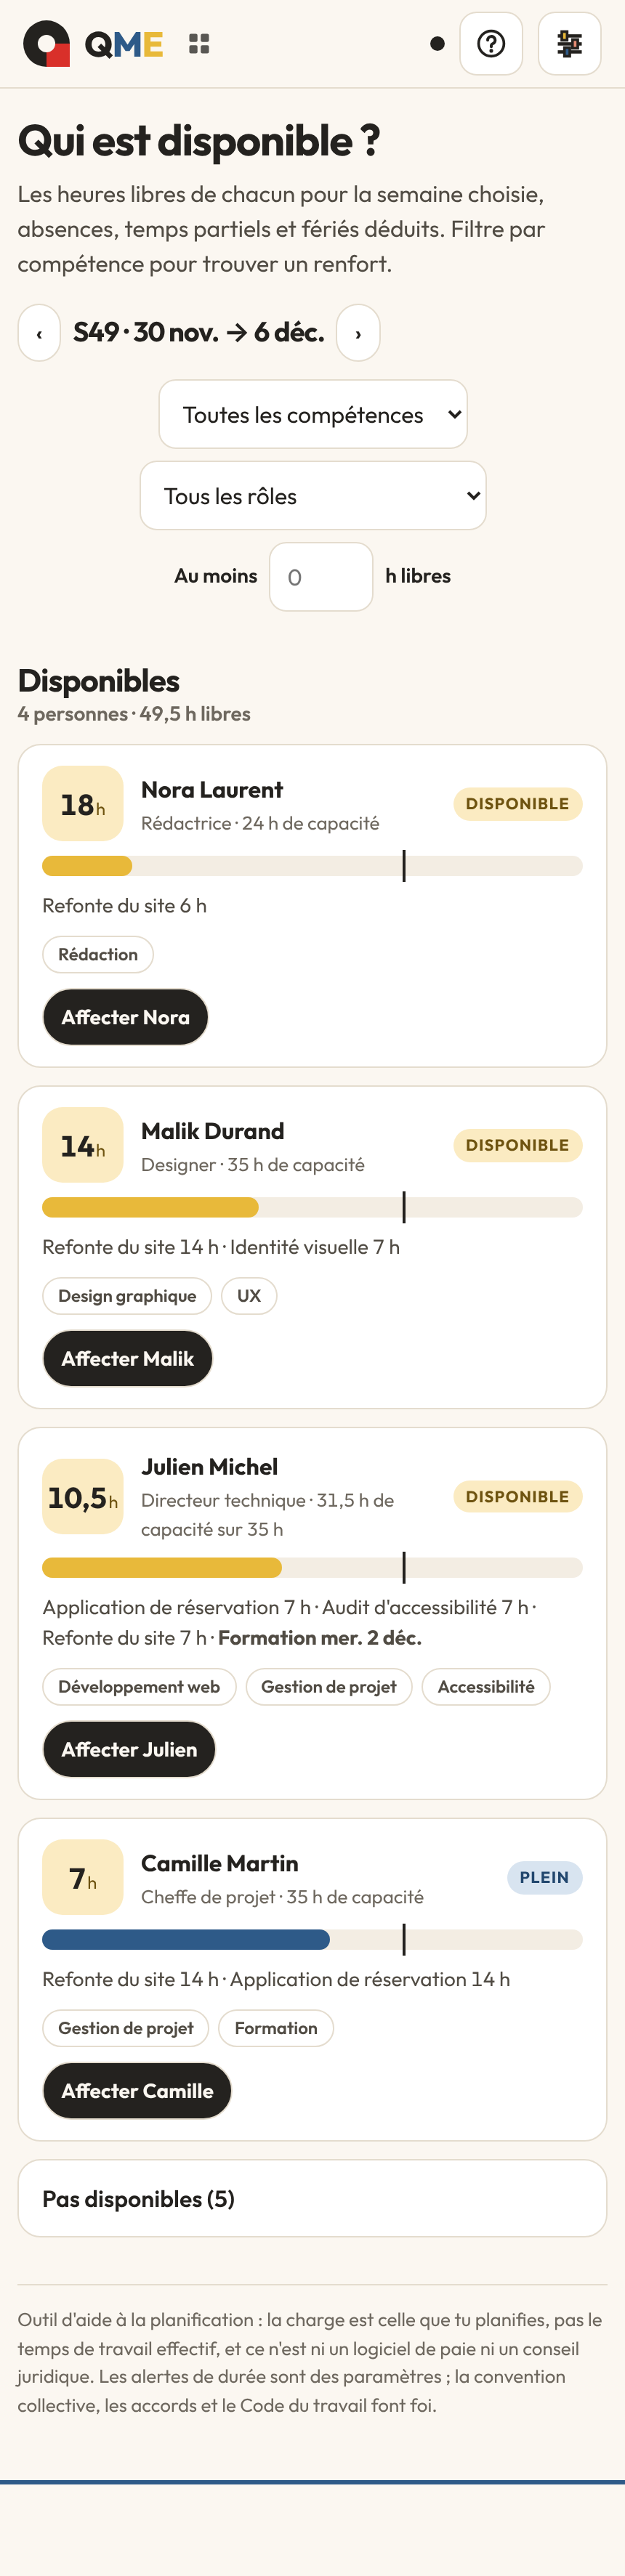 QME
Qui est disponible ?
Les heures libres de chacun pour la semaine choisie,
absences, temps partiels et fériés déduits. Filtre par
compétence pour trouver un renfort.
‹ S49 · 30 nov. → 6 déc. ›
Toutes les compétences
Tous les rôles
Au moins 0 h libres
Disponibles
4 personnes · 49,5 h libres
18 h
Nora Laurent
Rédactrice · 24 h de capacité
DISPONIBLE
Refonte du site 6 h
Rédaction
Affecter Nora
14 h
Malik Durand
Designer · 35 h de capacité
DISPONIBLE
Refonte du site 14 h · Identité visuelle 7 h
Design graphique UX
Affecter Malik
10,5 h
Julien Michel
Directeur technique · 31,5 h de
capacité sur 35 h
DISPONIBLE
Application de réservation 7 h · Audit d'accessibilité 7 h ·
Refonte du site 7 h · Formation mer. 2 déc.
Développement web Gestion de projet Accessibilité
Affecter Julien
7 h
Camille Martin
Cheffe de projet · 35 h de capacité
PLEIN
Refonte du site 14 h · Application de réservation 14 h
Gestion de projet Formation
Affecter Camille
Pas disponibles (5)
Outil d'aide à la planification : la charge est celle que tu planifies, pas le
temps de travail effectif, et ce n'est ni un logiciel de paie ni un conseil
juridique. Les alertes de durée sont des paramètres ; la convention
collective, les accords et le Code du travail font foi.